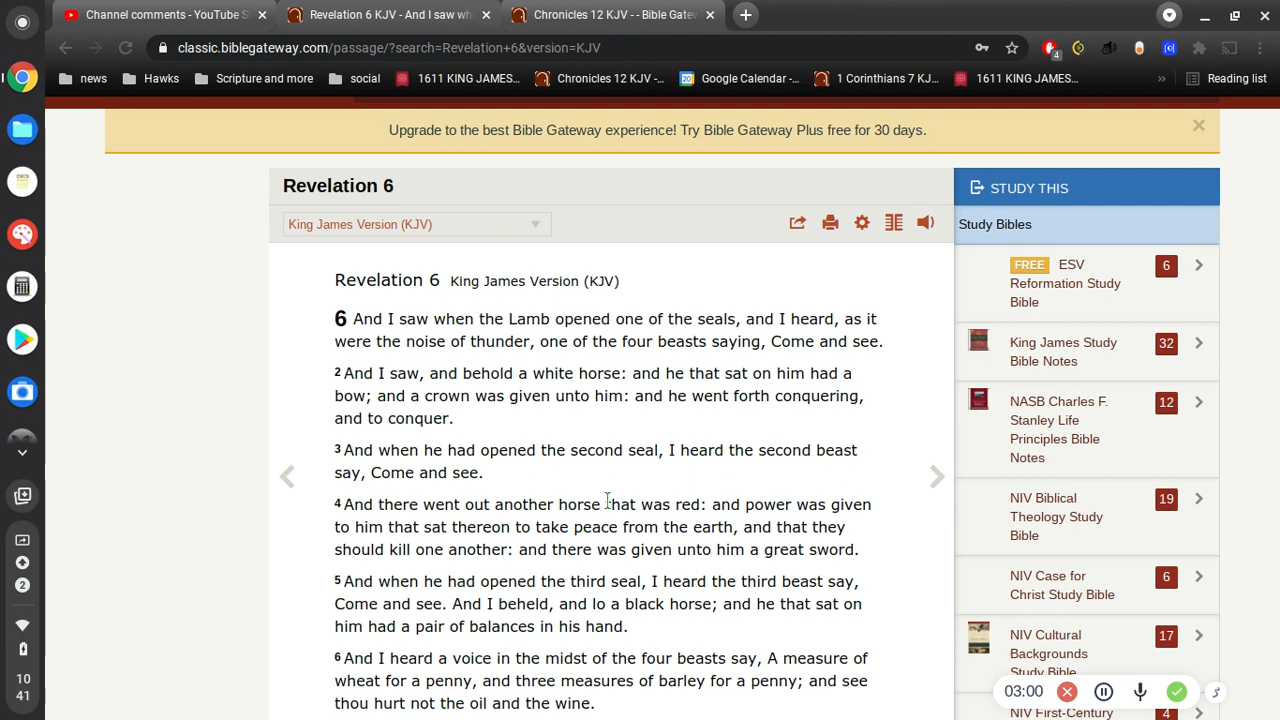 Channel comments - YouTube S
Revelation 6 KJV - And I saw wh
Chronicles 12 KJV - - Bible Gatew
classic.biblegateway.com/passage/?search=Revelation+6&version=KJV
4
news
Hawks
Scripture and more
social
1611 KING JAMES...
Chronicles 12 KJV -...
Google Calendar -...
1 Corinthians 7 KJ...
1611 KING JAMES...
»
Reading list
Upgrade to the best Bible Gateway experience! Try Bible Gateway Plus free for 30 days.
Revelation 6
King James Version (KJV)
Revelation 6 King James Version (KJV)
6 And I saw when the Lamb opened one of the seals, and I heard, as it
were the noise of thunder, one of the four beasts saying, Come and see.
2 And I saw, and behold a white horse: and he that sat on him had a
bow; and a crown was given unto him: and he went forth conquering,
and to conquer.
3 And when he had opened the second seal, I heard the second beast
say, Come and see.
4 And there went out another horse that was red: and power was given
to him that sat thereon to take peace from the earth, and that they
should kill one another: and there was given unto him a great sword.
5 And when he had opened the third seal, I heard the third beast say,
Come and see. And I beheld, and lo a black horse; and he that sat on
him had a pair of balances in his hand.
6 And I heard a voice in the midst of the four beasts say, A measure of
wheat for a penny, and three measures of barley for a penny; and see
thou hurt not the oil and the wine.
STUDY THIS
Study Bibles
FREE ESV
Reformation Study
Bible
6
King James Study
Bible Notes
32
NASB Charles F.
Stanley Life
Principles Bible
Notes
12
NIV Biblical
Theology Study
Bible
19
NIV Case for
Christ Study Bible
6
NIV Cultural
Backgrounds
Study Bible
17
NIV First-Century
4
03:00
2
10
41